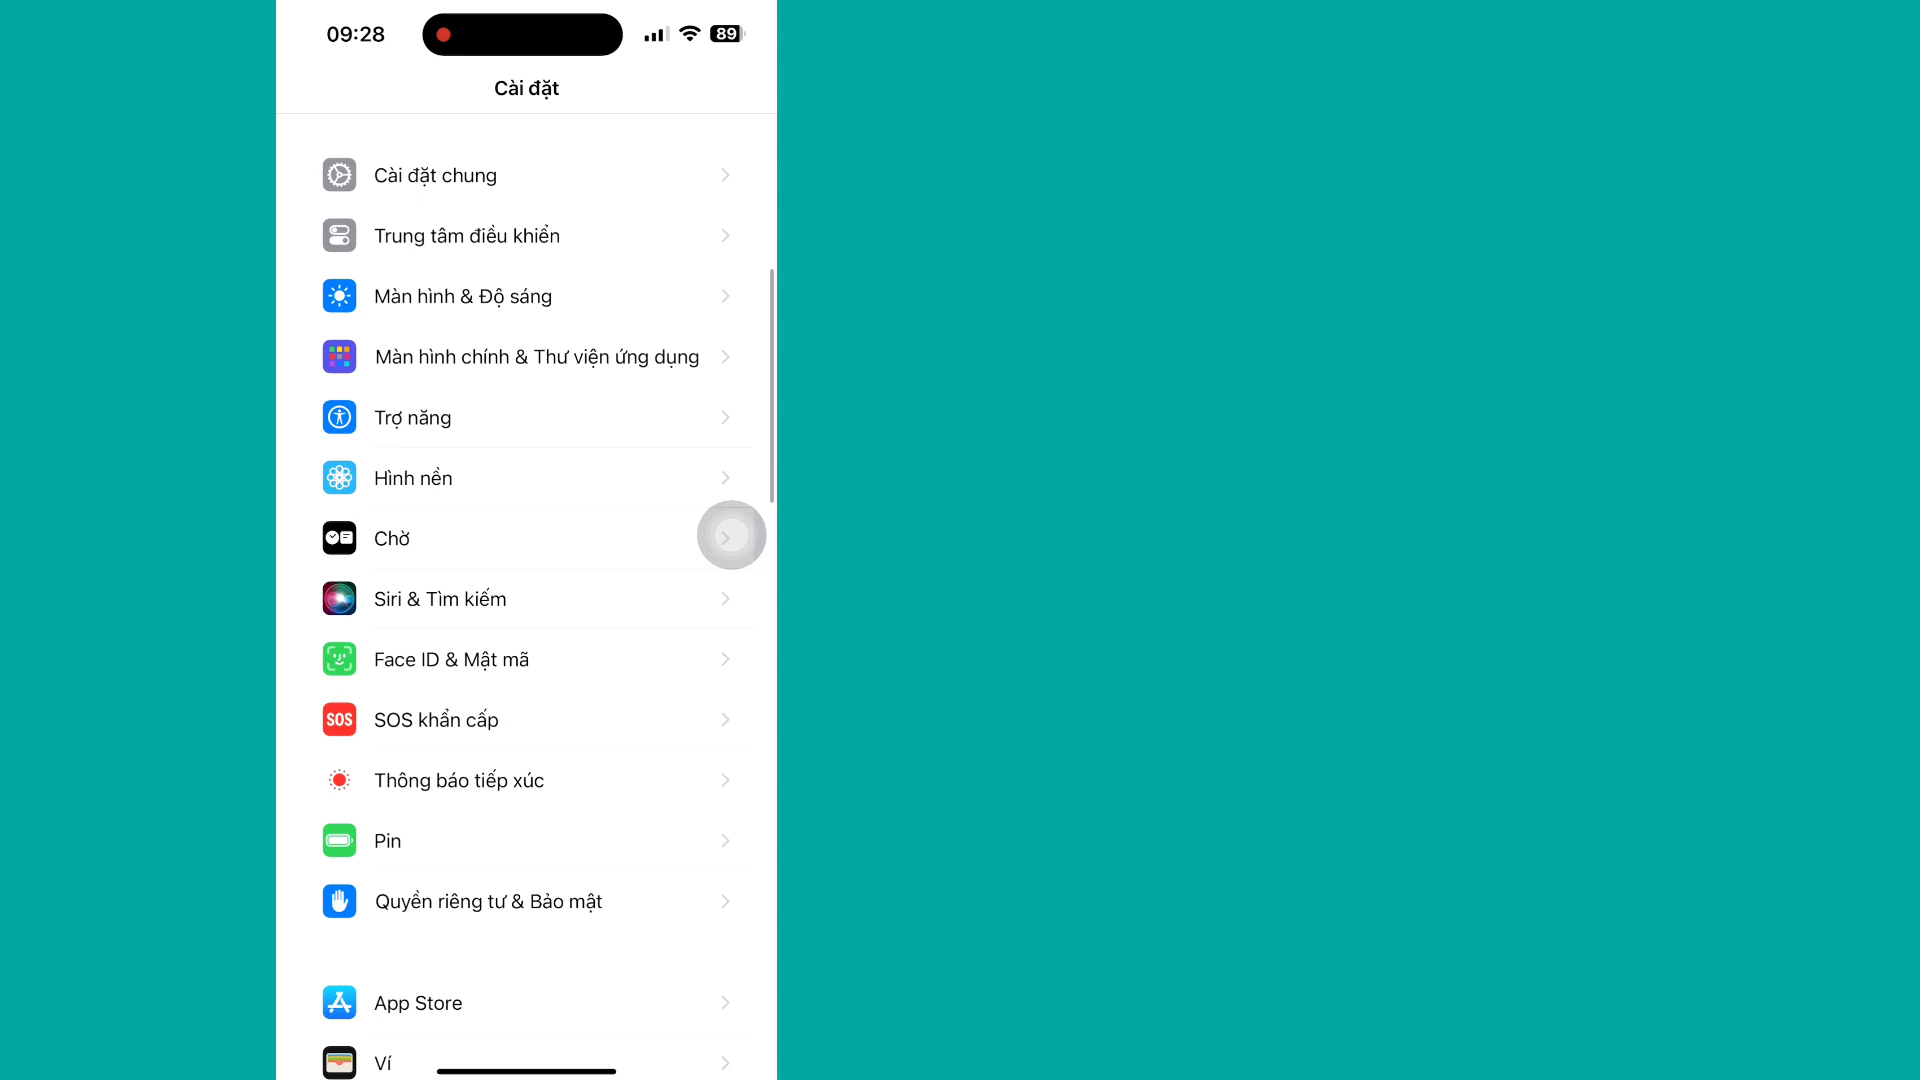 09:28
89
Cài đặt
Cài đặt chung
Trung tâm điều khiển
Màn hình & Độ sáng
Màn hình chính & Thư viện ứng dụng
Trợ năng
Hình nền
Chờ
Siri & Tìm kiếm
Face ID & Mật mã
SOS SOS khẩn cấp
Thông báo tiếp xúc
Pin
Quyền riêng tư & Bảo mật
App Store
Ví